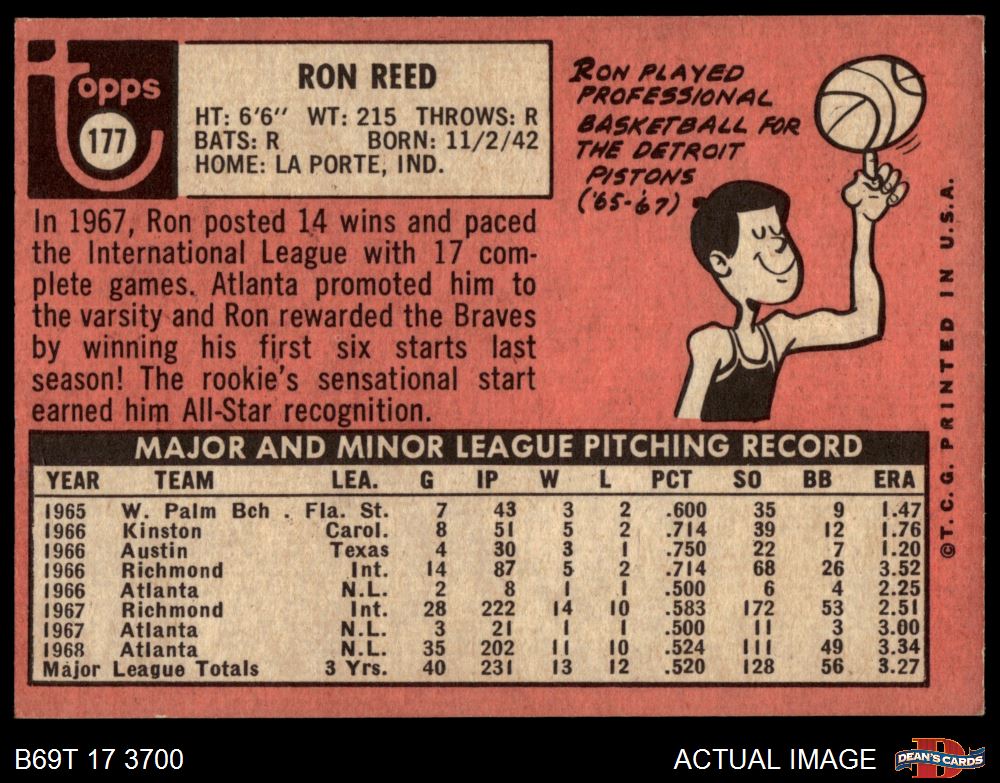 Topps
177
RON REED
HT: 6'6" WT: 215 THROWS: R
BATS: R BORN: 11/2/42
HOME: LA PORTE, IND.
RON PLAYED
PROFESSIONAL
BASKETBALL FOR
THE DETROIT
PISTONS
('65-'67)
In 1967, Ron posted 14 wins and paced
the International League with 17 com-
plete games. Atlanta promoted him to
the varsity and Ron rewarded the Braves
by winning his first six starts last
season! The rookie's sensational start
earned him All-Star recognition.
MAJOR AND MINOR LEAGUE PITCHING RECORD
YEAR TEAM LEA. G IP W L PCT SO BB ERA
1965 W. Palm Bch . Fla. St. 7 43 3 2 .600 35 9 1.47
1966 Kinston Carol. 8 51 5 2 .714 39 12 1.76
1966 Austin Texas 4 30 3 1 .750 22 7 1.20
1966 Richmond Int. 14 87 5 2 .714 68 26 3.52
1966 Atlanta N.L. 2 8 1 1 .500 6 4 2.25
1967 Richmond Int. 28 222 14 10 .583 172 53 2.51
1967 Atlanta N.L. 3 21 1 1 .500 11 3 3.00
1968 Atlanta N.L. 35 202 11 10 .524 111 49 3.34
Major League Totals 3 Yrs. 40 231 13 12 .520 128 56 3.27
©T. C. G. PRINTED IN U.S.A.
B69T 17 3700
ACTUAL IMAGE
D
DEAN'S CARDS